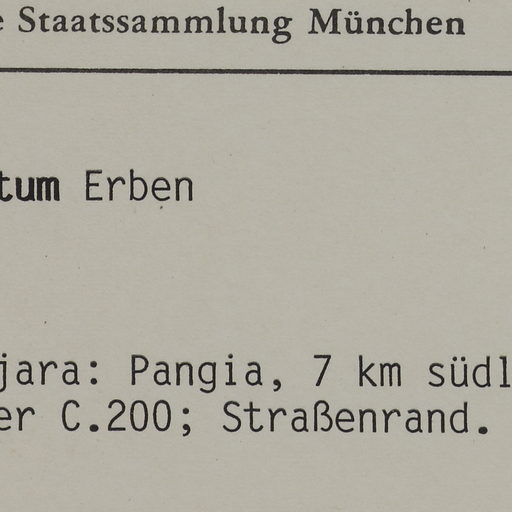 e Staatssammlung München
tum Erben
jara: Pangia, 7 km südl
er C.200; Straßenrand.